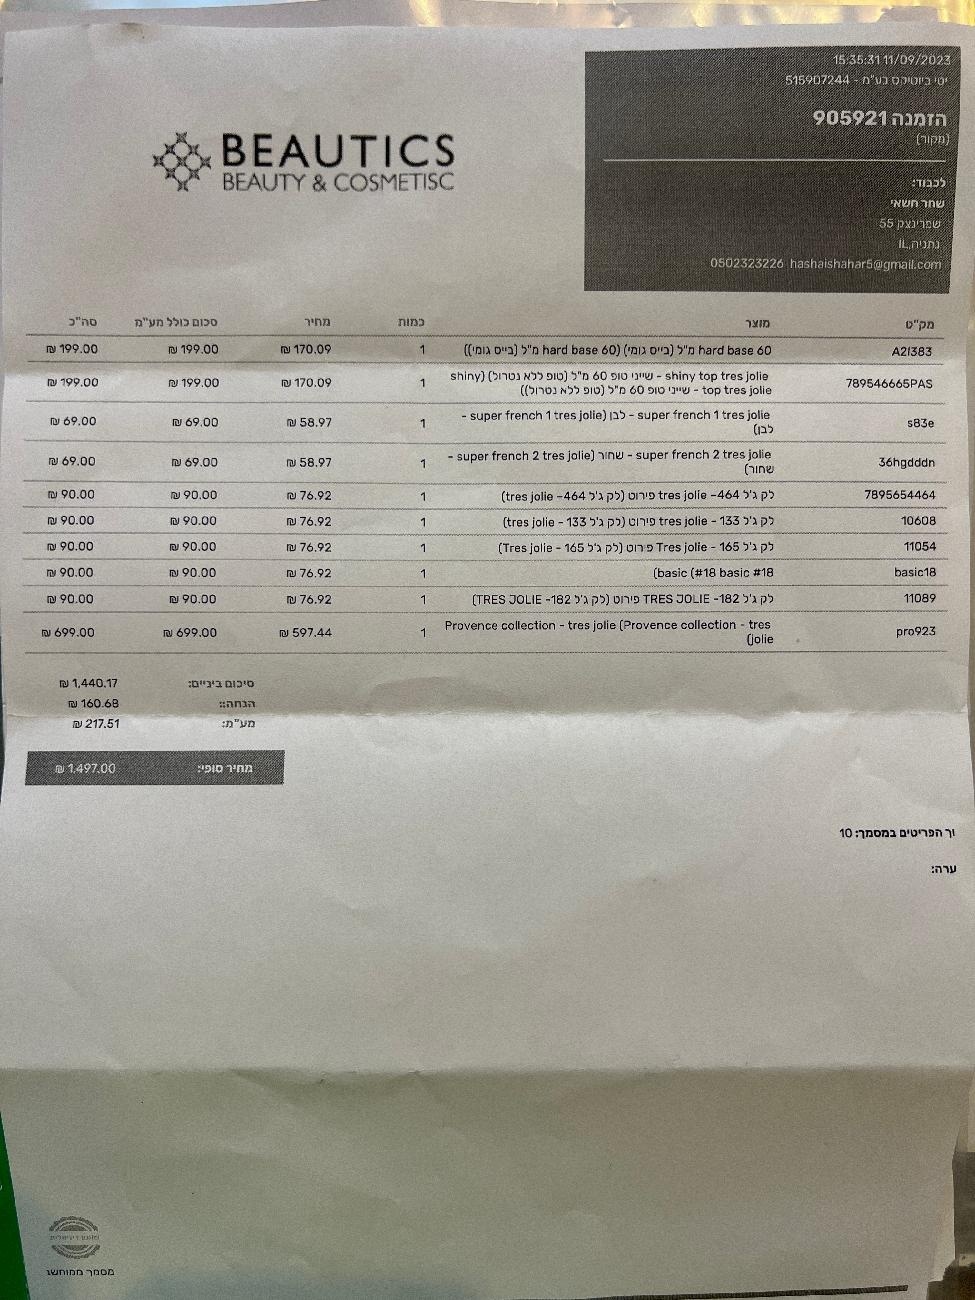 15:35:31 11/09/2023
יטי ביוטיקס בע"מ - 515907244
הזמנה 905921
(מקור)
BEAUTICS
BEAUTY & COSMETISC
לכבוד:
שחר חשאי
שפרינצק 55
נתניה, IL
0502323226 hashaishahar5@gmail.com
מק"ט מוצר כמות מחיר סכום כולל מע"מ סה"כ
A2I383 hard base 60 מ"ל (בייס גומי) (hard base 60 מ"ל (בייס גומי)) 1 170.09 ₪ 199.00 ₪ 199.00 ₪
789546665PAS shiny top tres jolie - שייני טופ 60 מ"ל (טופ ללא נטרול) (shiny 1 170.09 ₪ 199.00 ₪ 199.00 ₪
top tres jolie - שייני טופ 60 מ"ל (טופ ללא נטרול))
s83e super french 1 tres jolie - לבן (super french 1 tres jolie - 1 58.97 ₪ 69.00 ₪ 69.00 ₪
לבן)
36hgdddn super french 2 tres jolie - שחור (super french 2 tres jolie - 1 58.97 ₪ 69.00 ₪ 69.00 ₪
שחור)
7895654464 לק ג'ל 464- tres jolie פירוט (לק ג'ל 464- tres jolie) 1 76.92 ₪ 90.00 ₪ 90.00 ₪
10608 לק ג'ל 133 - tres jolie פירוט (לק ג'ל 133 - tres jolie) 1 76.92 ₪ 90.00 ₪ 90.00 ₪
11054 לק ג'ל 165 - Tres jolie פירוט (לק ג'ל 165 - Tres jolie) 1 76.92 ₪ 90.00 ₪ 90.00 ₪
basic18 basic (#18 basic #18) 1 76.92 ₪ 90.00 ₪ 90.00 ₪
11089 לק ג'ל 182- TRES JOLIE פירוט (לק ג'ל 182- TRES JOLIE) 1 76.92 ₪ 90.00 ₪ 90.00 ₪
pro923 Provence collection - tres jolie (Provence collection - tres 1 597.44 ₪ 699.00 ₪ 699.00 ₪
jolie)
סיכום ביניים: 1,440.17 ₪
הנחה:: 160.68 ₪
מע"מ: 217.51 ₪
מחיר סופי: 1,497.00 ₪
וך הפריטים במסמך: 10
ערה:
מסמך ממוחשב